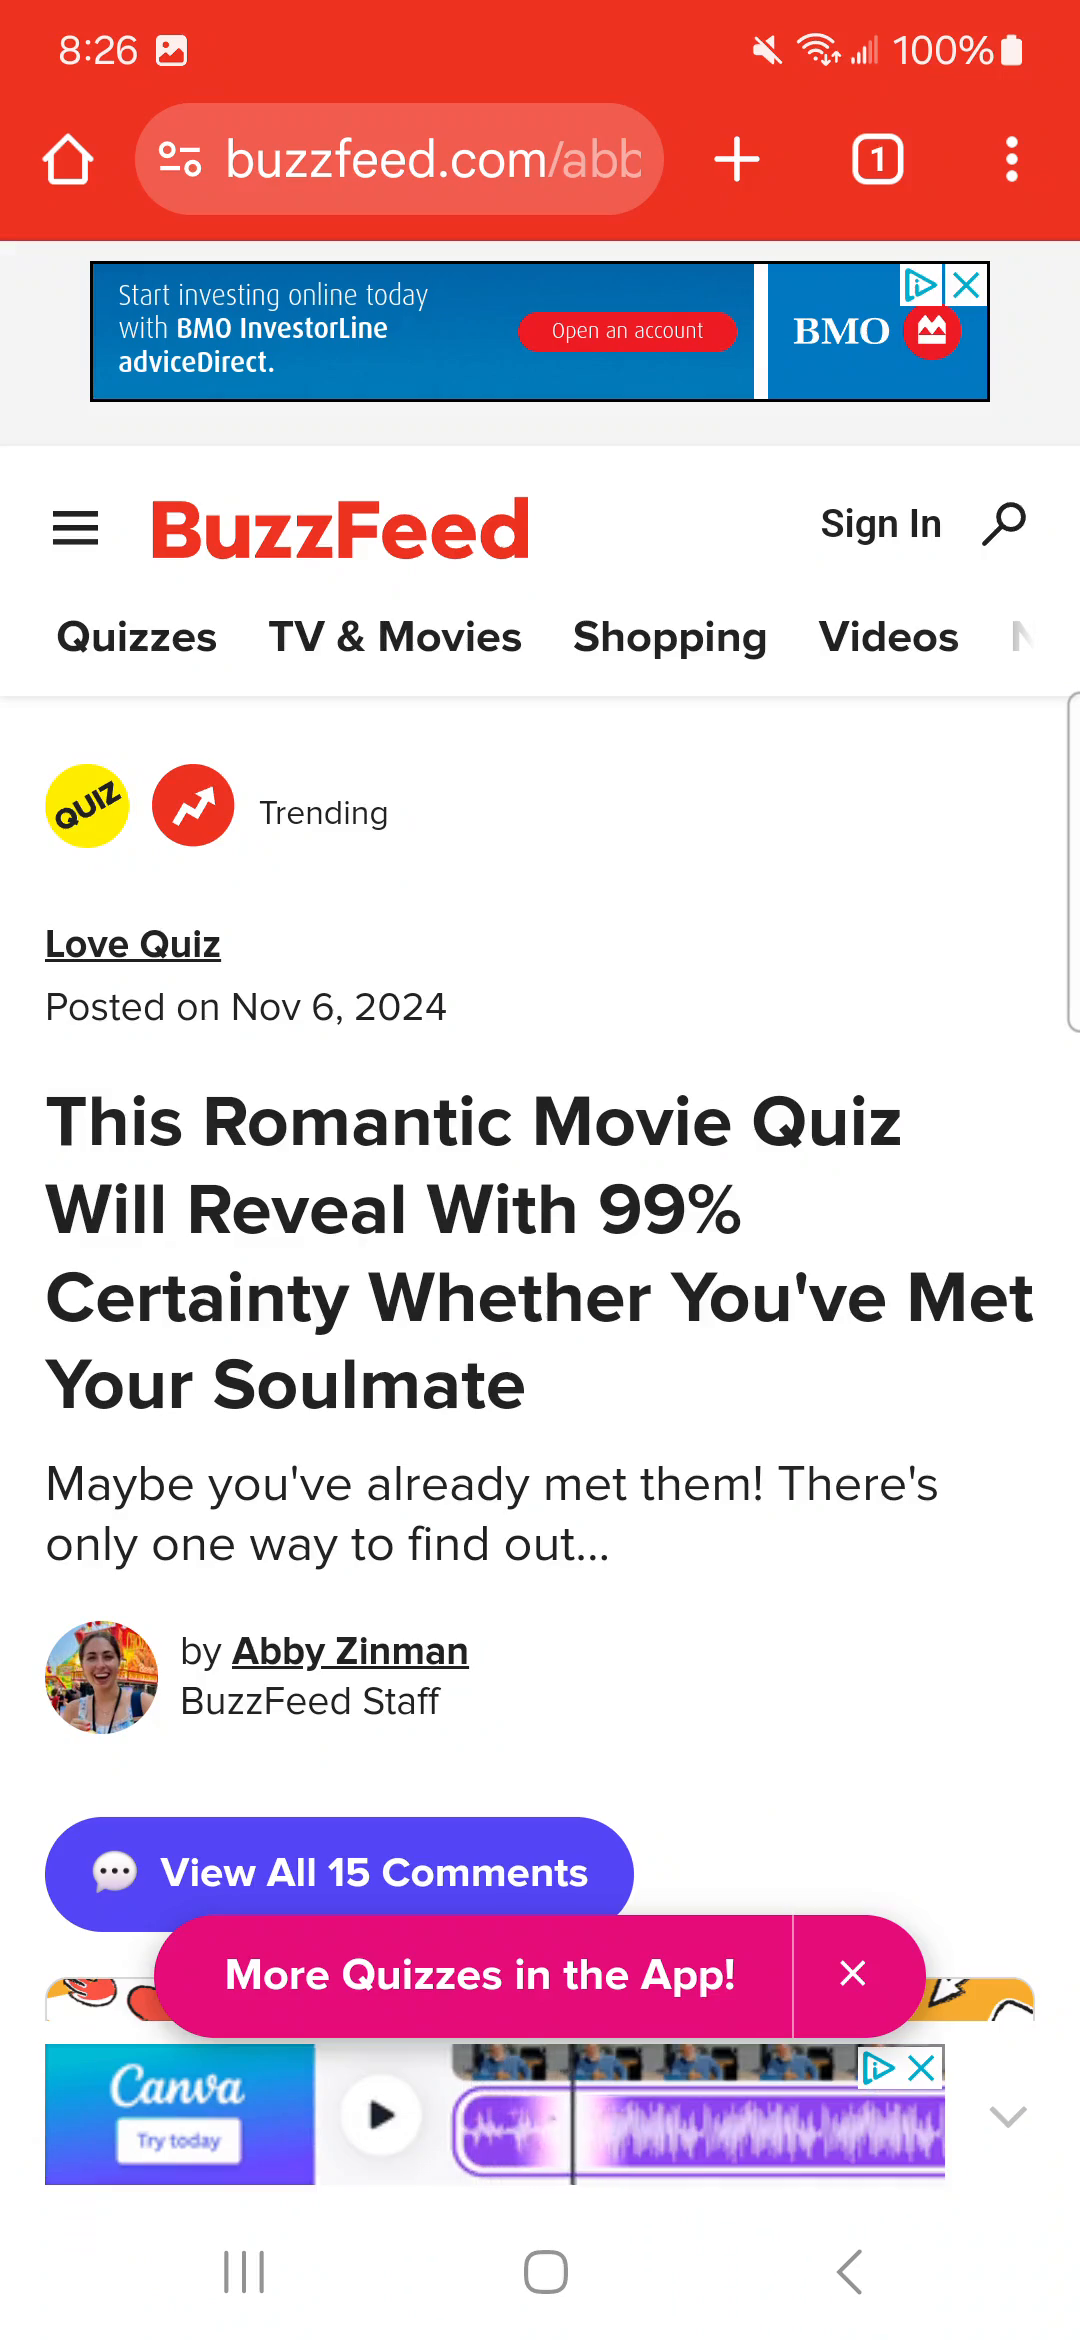 8:26
100%
buzzfeed.com/abb
1
Start investing online today
with BMO InvestorLine
adviceDirect.
Open an account
BMO
BuzzFeed
Sign In
Quizzes TV & Movies Shopping Videos
QUIZ
Trending
Love Quiz
Posted on Nov 6, 2024
This Romantic Movie Quiz
Will Reveal With 99%
Certainty Whether You've Met
Your Soulmate
Maybe you've already met them! There's
only one way to find out...
by Abby Zinman
BuzzFeed Staff
View All 15 Comments
More Quizzes in the App!
Canva
Try today